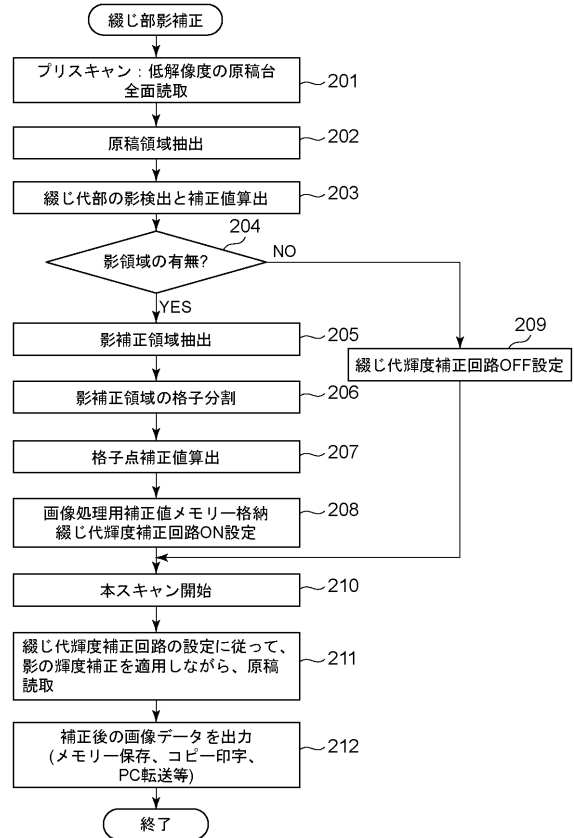 綴じ部影補正
プリスキャン：低解像度の原稿台
全面読取
201
原稿領域抽出
202
綴じ代部の影検出と補正値算出
203
204
影領域の有無?
NO
YES
影補正領域抽出
205
209
綴じ代輝度補正回路OFF設定
影補正領域の格子分割
206
格子点補正値算出
207
画像処理用補正値メモリー格納
綴じ代輝度補正回路ON設定
208
本スキャン開始
210
綴じ代輝度補正回路の設定に従って、
影の輝度補正を適用しながら、原稿
読取
211
補正後の画像データを出力
(メモリー保存、コピー印字、
PC転送等)
212
終了